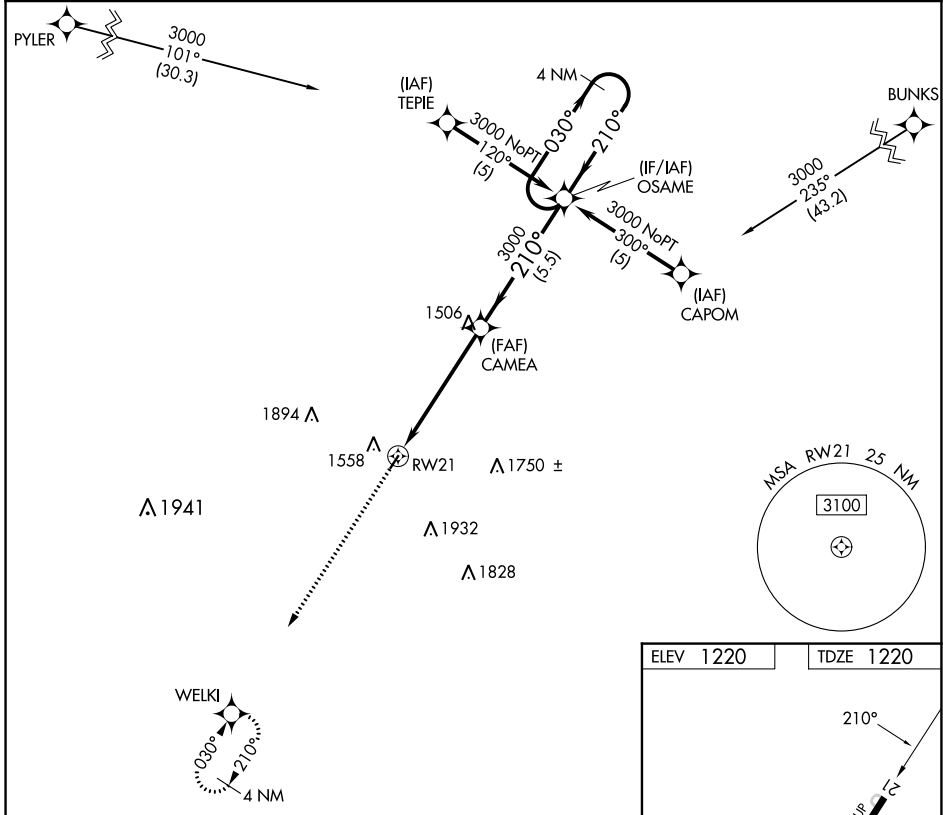 PYLER
3000
101°
(30.3)
(IAF)
TEPIE
3000 NoPT
120°
(5)
4 NM
030°
210°
(IF/IAF)
OSAME
BUNKS
3000
235°
(43.2)
3000 NoPT
300°
(5)
(IAF)
CAPOM
3000
210°
(5.5)
1506
(FAF)
CAMEA
1894
1558
RW21
1750 ±
1941
1932
1828
MSA RW21 25 NM
3100
WELKI
030°
210°
4 NM
ELEV 1220
TDZE 1220
210°
21
UP